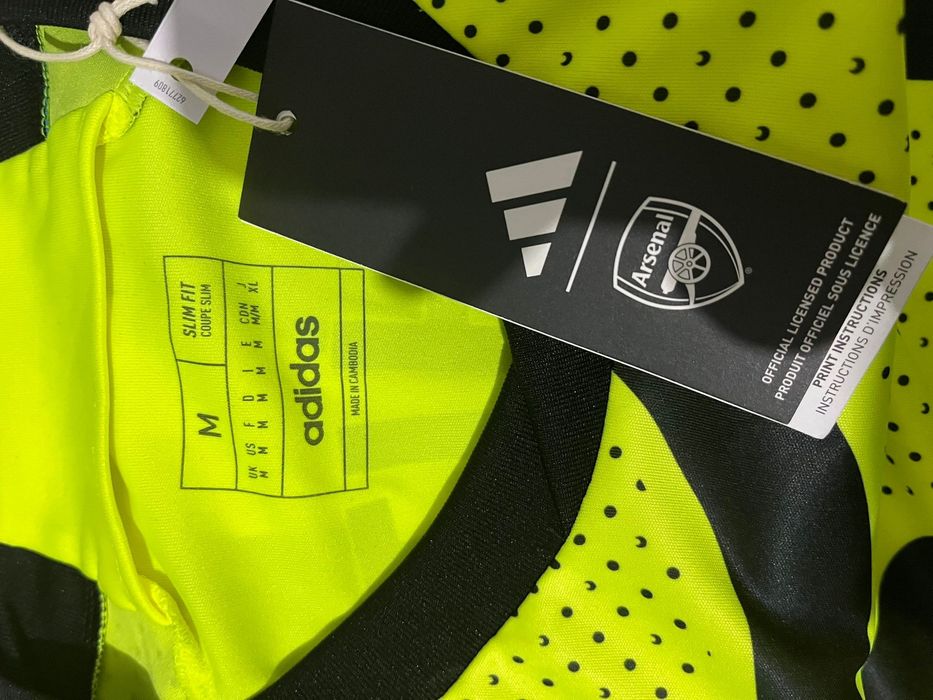 62771809
Arsenal
®
OFFICIAL LICENSED PRODUCT
PRODUIT OFFICIEL SOUS LICENCE
PRINT INSTRUCTIONS
INSTRUCTIONS D'IMPRESSION
M
SLIM FIT
COUPE SLIM
UK US F D I E CDN J
M M M M M M M/M XL
adidas
MADE IN CAMBODIA